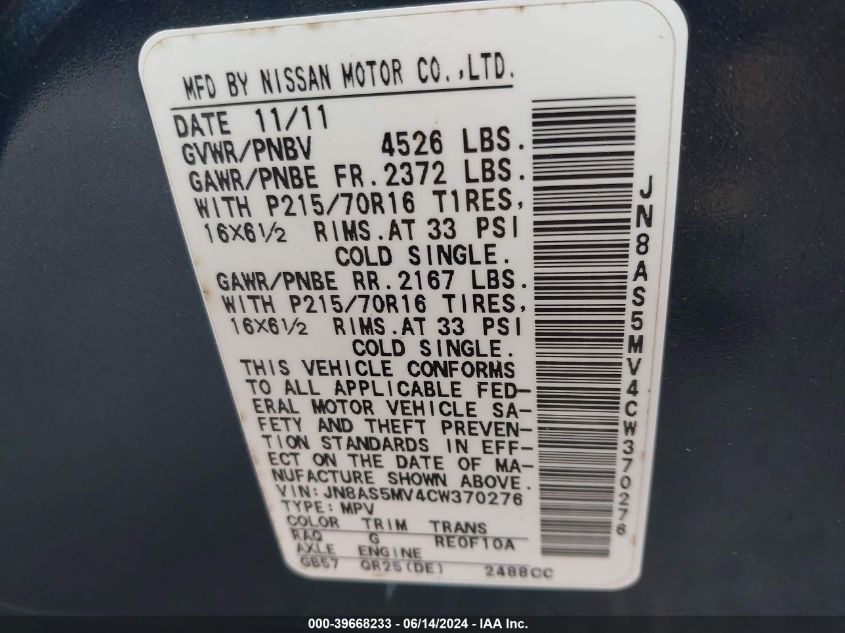 MFD BY NISSAN MOTOR CO.,LTD.
DATE 11/11
GVWR/PNBV 4526 LBS.
GAWR/PNBE FR.2372 LBS.
WITH P215/70R16 TIRES,
16X6½ RIMS.AT 33 PSI
COLD SINGLE.
GAWR/PNBE RR.2167 LBS.
WITH P215/70R16 TIRES,
16X6½ RIMS.AT 33 PSI
COLD SINGLE.
THIS VEHICLE CONFORMS
TO ALL APPLICABLE FED-
ERAL MOTOR VEHICLE SA-
FETY AND THEFT PREVEN-
TION STANDARDS IN EFF-
ECT ON THE DATE OF MA-
NUFACTURE SHOWN ABOVE.
VIN:JN8AS5MV4CW370276
TYPE:MPV
COLOR TRIM TRANS
RAQ G RE0F10A
AXLE ENGINE
GB57 QR25(DE) 2488CC
JN8AS5MV4CW370276
000-39668233 - 06/14/2024 - IAA Inc.